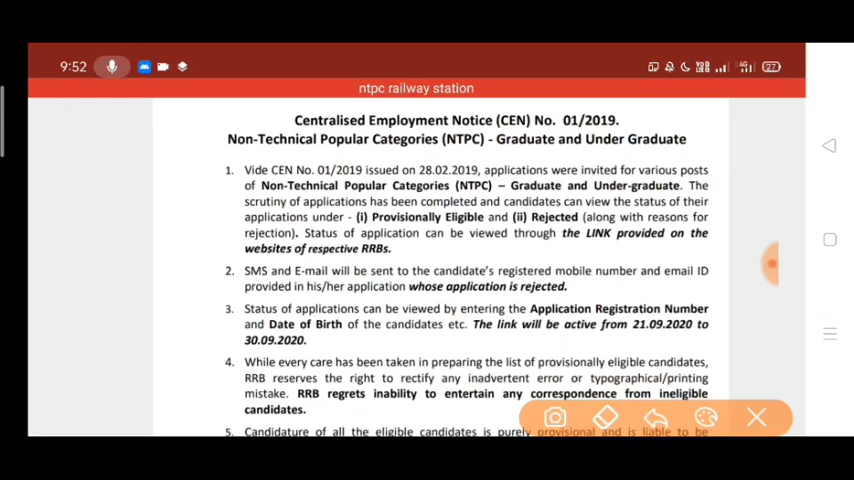 9:52
27
ntpc railway station
Centralised Employment Notice (CEN) No. 01/2019.
Non-Technical Popular Categories (NTPC) - Graduate and Under Graduate
1. Vide CEN No. 01/2019 issued on 28.02.2019, applications were invited for various posts
of Non-Technical Popular Categories (NTPC) – Graduate and Under-graduate. The
scrutiny of applications has been completed and candidates can view the status of their
applications under - (i) Provisionally Eligible and (ii) Rejected (along with reasons for
rejection). Status of application can be viewed through the LINK provided on the
websites of respective RRBs.
2. SMS and E-mail will be sent to the candidate's registered mobile number and email ID
provided in his/her application whose application is rejected.
3. Status of applications can be viewed by entering the Application Registration Number
and Date of Birth of the candidates etc. The link will be active from 21.09.2020 to
30.09.2020.
4. While every care has been taken in preparing the list of provisionally eligible candidates,
RRB reserves the right to rectify any inadvertent error or typographical/printing
mistake. RRB regrets inability to entertain any correspondence from ineligible
candidates.
5. Candidature of all the eligible candidates is purely provisional and is liable to be